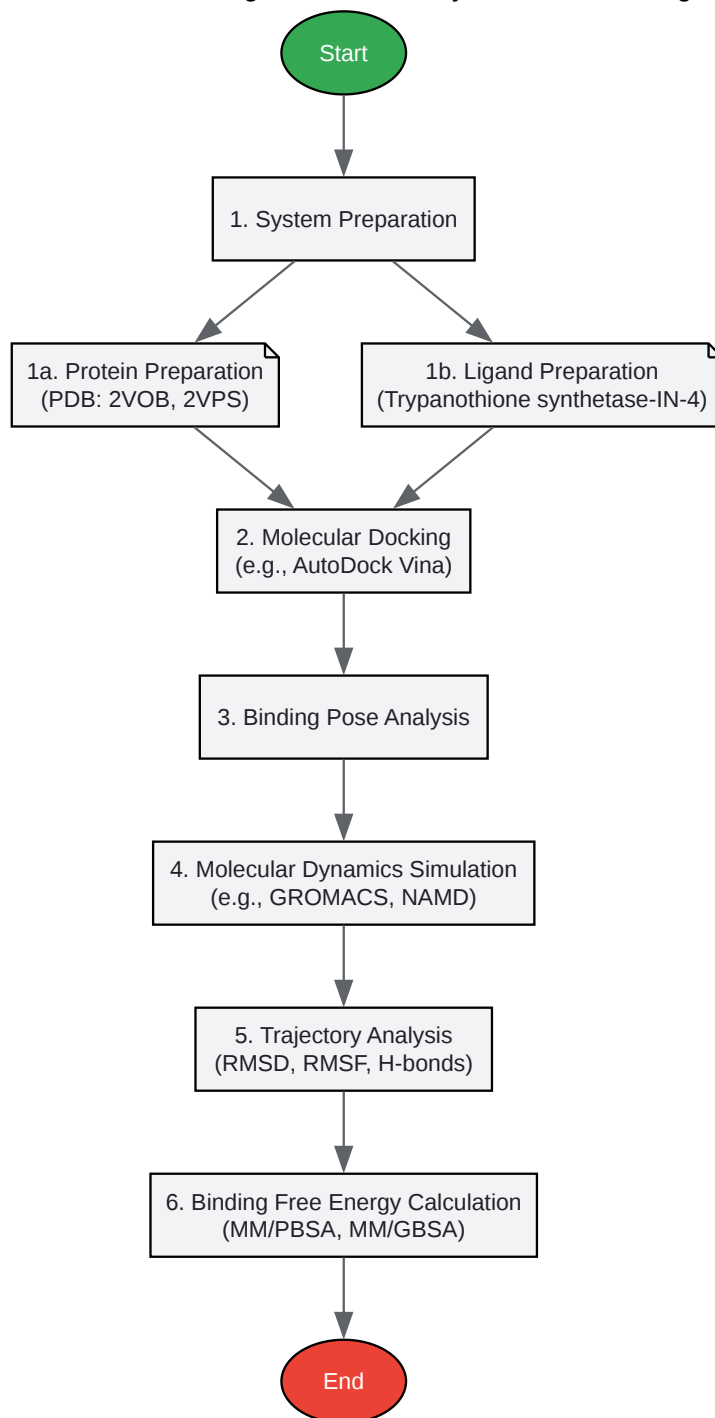 Start
1. System Preparation
1a. Protein Preparation
(PDB: 2VOB, 2VPS)
1b. Ligand Preparation
(Trypanothione synthetase-IN-4)
2. Molecular Docking
(e.g., AutoDock Vina)
3. Binding Pose Analysis
4. Molecular Dynamics Simulation
(e.g., GROMACS, NAMD)
5. Trajectory Analysis
(RMSD, RMSF, H-bonds)
6. Binding Free Energy Calculation
(MM/PBSA, MM/GBSA)
End